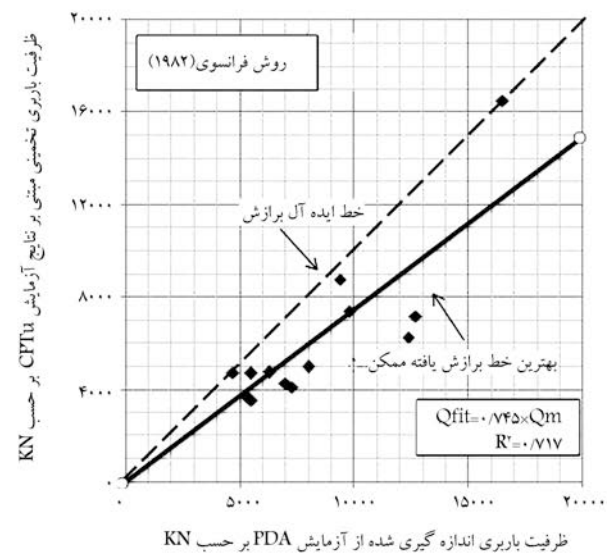 روش فرانسوی(۱۹۸۲)
ظرفیت باربری تخمینی مبتنی بر نتایج آزمایش CPTu بر حسب KN
۲۰۰۰۰
۱۶۰۰۰
۱۲۰۰۰
۸۰۰۰
۴۰۰۰
۰
خط ایده آل برازش
بهترین خط برازش یافته ممکن...
Qfit=۰/۷۴۵×Qm
R²=۰/۷۱۷
۰ ۵۰۰۰ ۱۰۰۰۰ ۱۵۰۰۰ ۲۰۰۰۰
ظرفیت باربری اندازه گیری شده از آزمایش PDA بر حسب KN